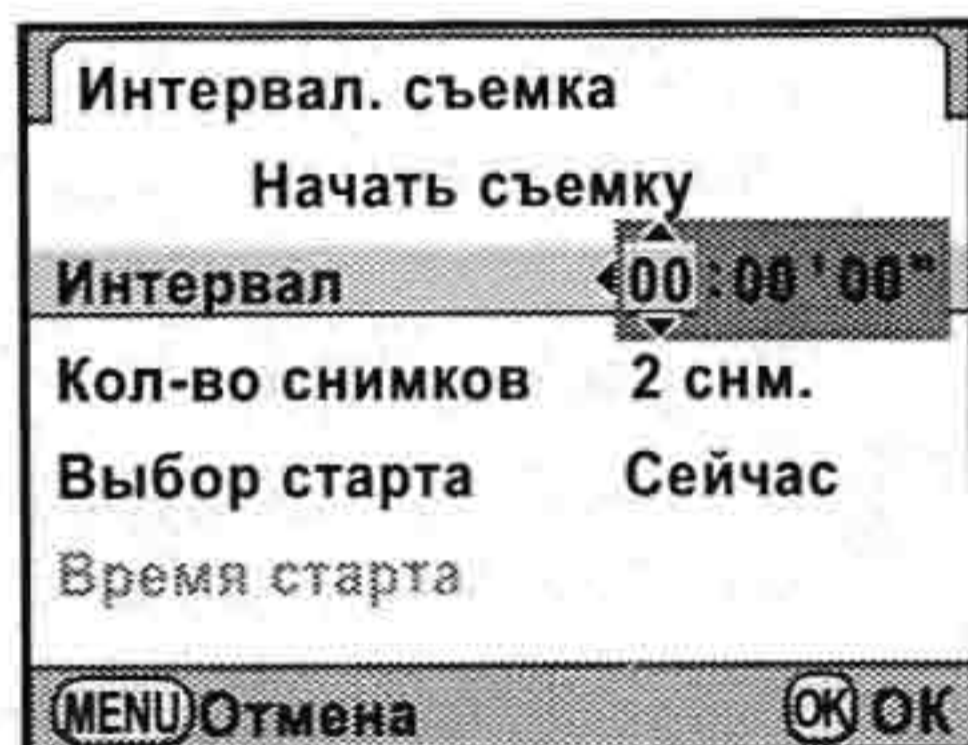 Интервал. съемка
Начать съемку
Интервал 00:00'00"
Кол-во снимков 2 снм.
Выбор старта Сейчас
Время старта
MENU Отмена OK OK